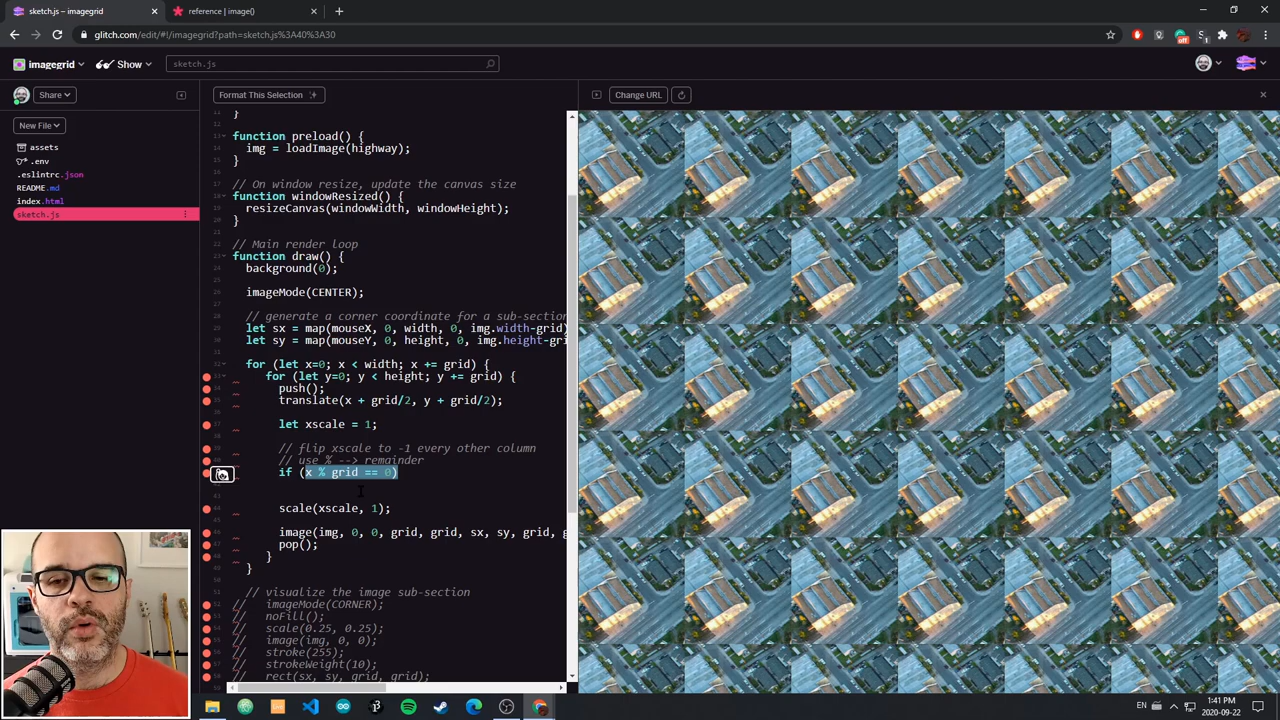 sketch.js – imagegrid
reference | image()
glitch.com/edit/#!/imagegrid?path=sketch.js%3A40%3A30
imagegrid
Show
sketch.js
Share
Format This Selection
Change URL
New File
assets
.env
.eslintrc.json
README.md
index.html
sketch.js
}
function preload() {
img = loadImage(highway);
}
// On window resize, update the canvas size
function windowResized() {
resizeCanvas(windowWidth, windowHeight);
}
// Main render loop
function draw() {
background(0);
imageMode(CENTER);
// generate a corner coordinate for a sub-section
let sx = map(mouseX, 0, width, 0, img.width-grid)
let sy = map(mouseY, 0, height, 0, img.height-gri
for (let x=0; x < width; x += grid) {
for (let y=0; y < height; y += grid) {
push();
translate(x + grid/2, y + grid/2);
let xscale = 1;
// flip xscale to -1 every other column
// use % --> remainder
if (x % grid == 0)
scale(xscale, 1);
image(img, 0, 0, grid, grid, sx, sy, grid, g
pop();
}
}
// visualize the image sub-section
// imageMode(CORNER);
// noFill();
// scale(0.25, 0.25);
// image(img, 0, 0);
// stroke(255);
// strokeWeight(10);
// rect(sx, sy, grid, grid);
EN
1:41 PM
2020-09-22